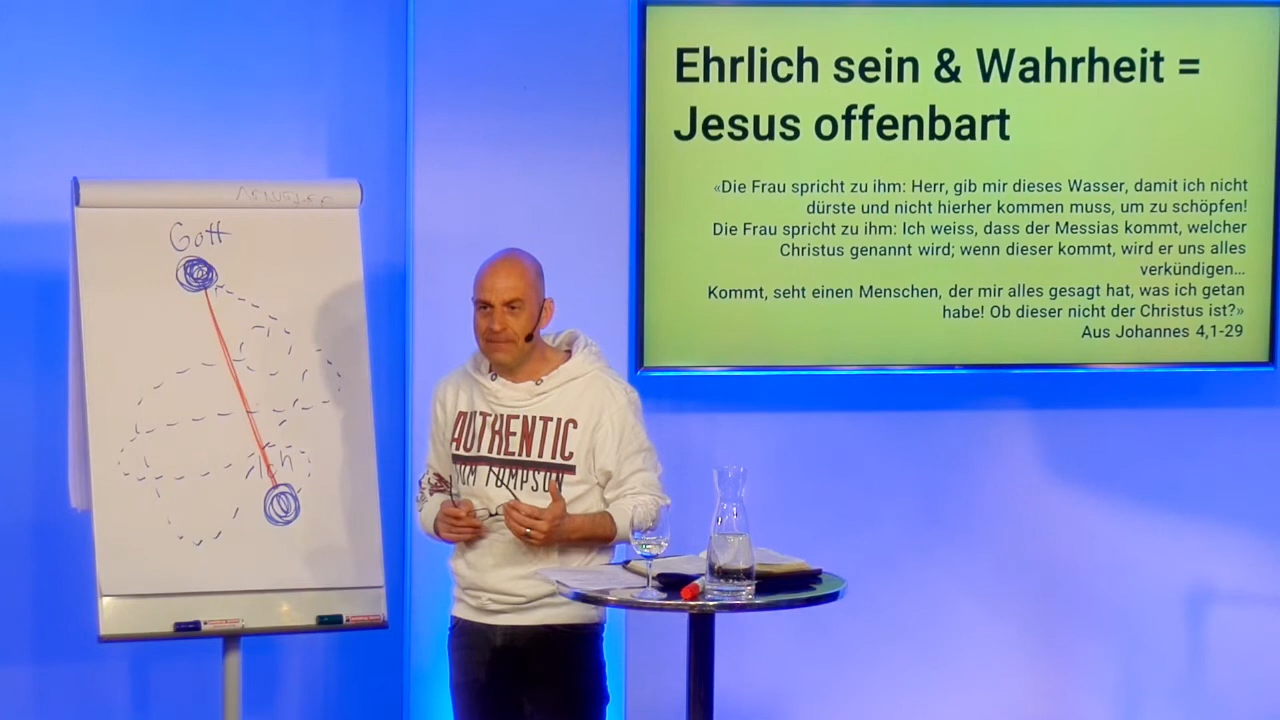 Ehrlich sein & Wahrheit =
Jesus offenbart
«Die Frau spricht zu ihm: Herr, gib mir dieses Wasser, damit ich nicht
dürste und nicht hierher kommen muss, um zu schöpfen!
Die Frau spricht zu ihm: Ich weiss, dass der Messias kommt, welcher
Christus genannt wird; wenn dieser kommt, wird er uns alles
verkündigen...
Kommt, seht einen Menschen, der mir alles gesagt hat, was ich getan
habe! Ob dieser nicht der Christus ist?»
Aus Johannes 4,1-29
Gott
Ich
AUTHENTIC
TOM TOMPSON